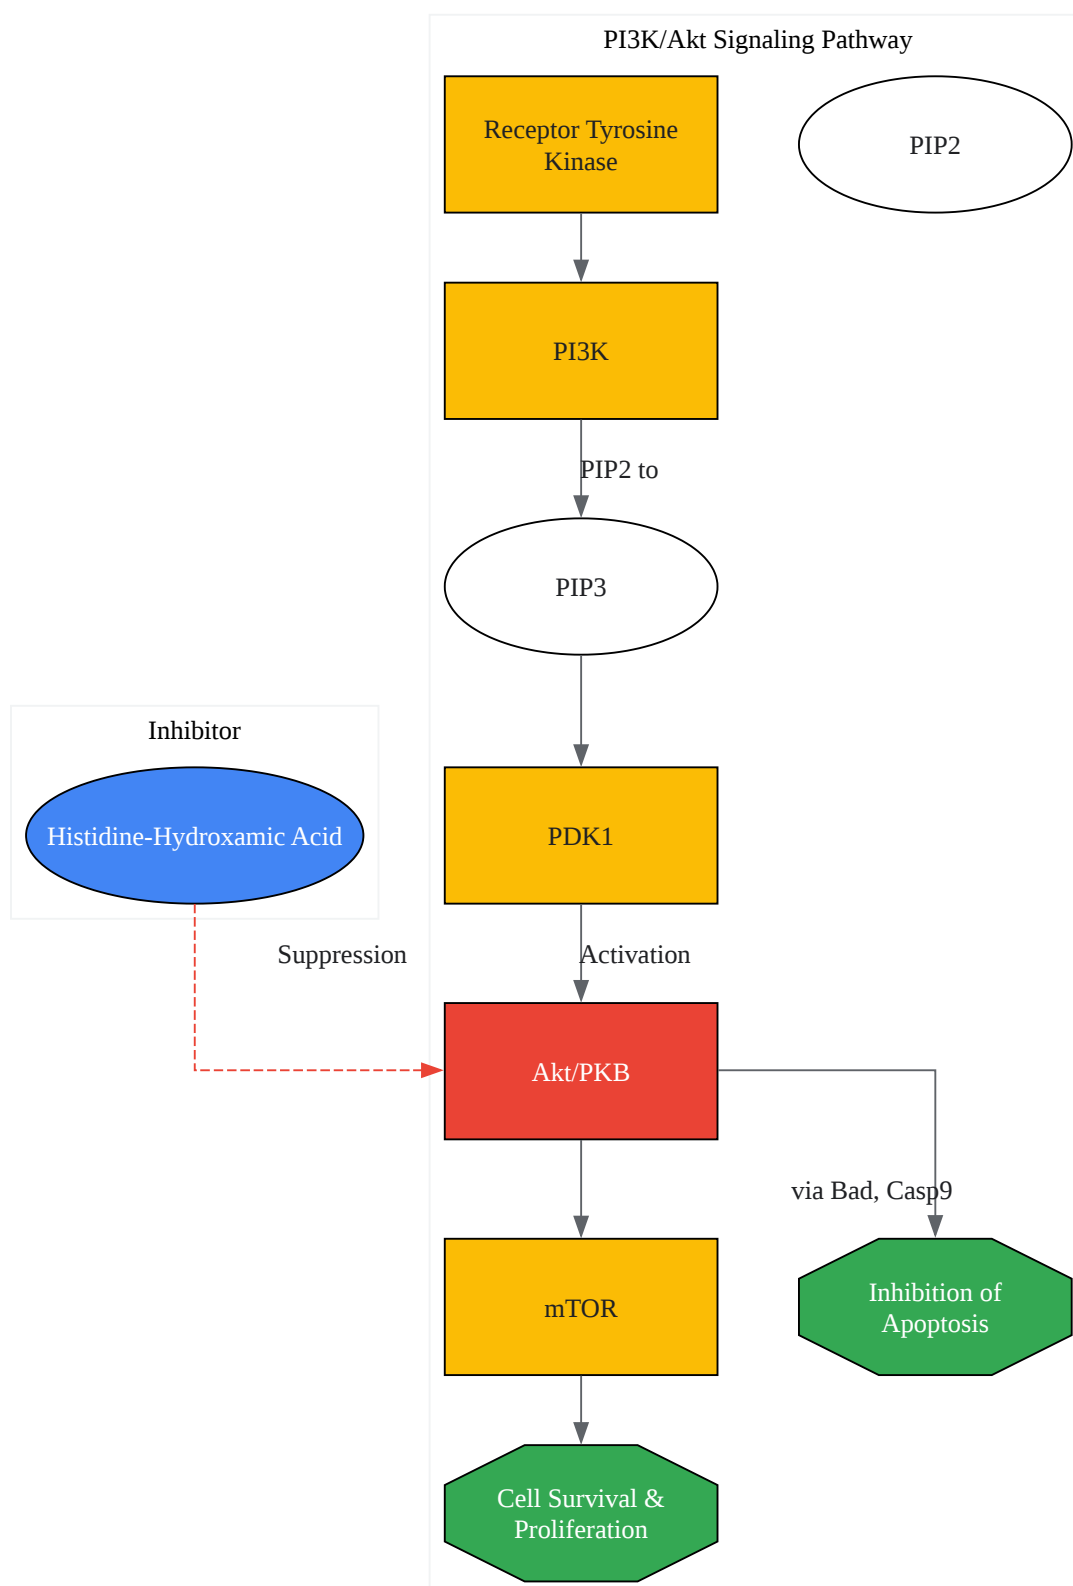 PI3K/Akt Signaling Pathway
Receptor Tyrosine
Kinase
PIP2
PI3K
PIP2 to
PIP3
Inhibitor
Histidine-Hydroxamic Acid
PDK1
Suppression
Activation
Akt/PKB
via Bad, Casp9
mTOR
Inhibition of
Apoptosis
Cell Survival &
Proliferation